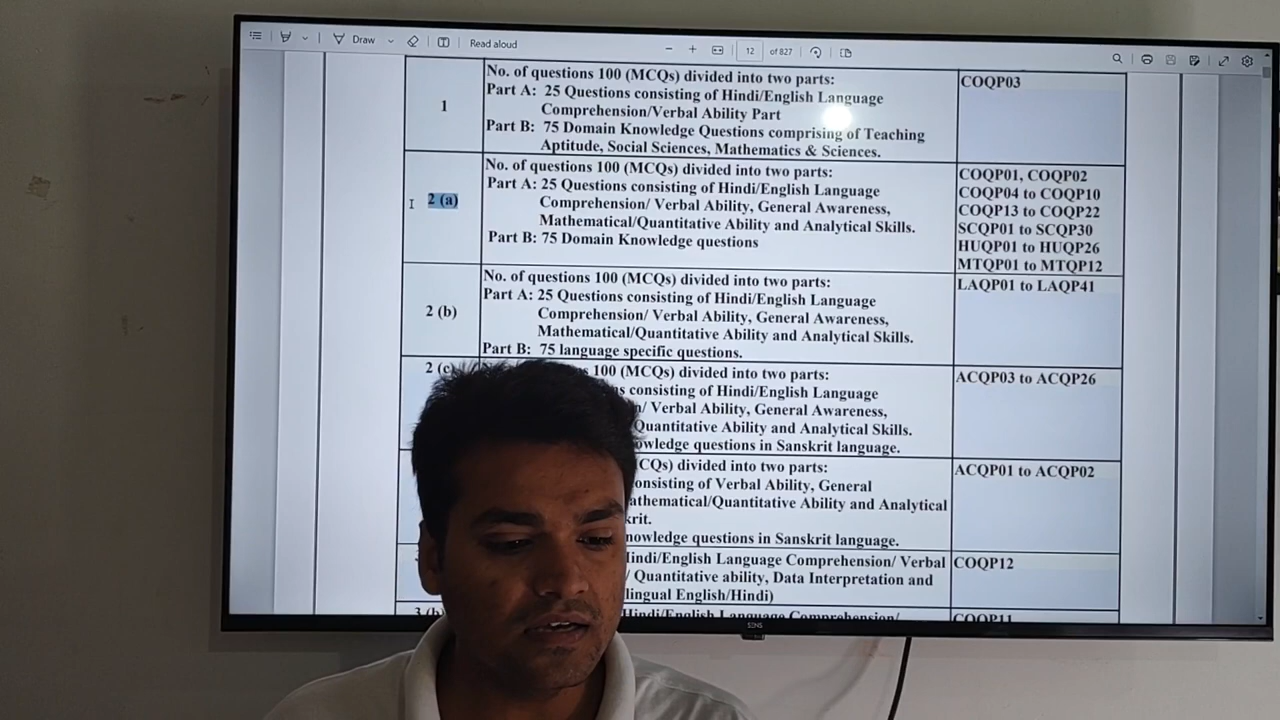 Draw
Read aloud
12
of 827
1
No. of questions 100 (MCQs) divided into two parts:
Part A: 25 Questions consisting of Hindi/English Language
Comprehension/Verbal Ability Part
Part B: 75 Domain Knowledge Questions comprising of Teaching
Aptitude, Social Sciences, Mathematics & Sciences.
COQP03
2 (a)
No. of questions 100 (MCQs) divided into two parts:
Part A: 25 Questions consisting of Hindi/English Language
Comprehension/ Verbal Ability, General Awareness,
Mathematical/Quantitative Ability and Analytical Skills.
Part B: 75 Domain Knowledge questions
COQP01, COQP02
COQP04 to COQP10
COQP13 to COQP22
SCQP01 to SCQP30
HUQP01 to HUQP26
MTQP01 to MTQP12
2 (b)
No. of questions 100 (MCQs) divided into two parts:
Part A: 25 Questions consisting of Hindi/English Language
Comprehension/ Verbal Ability, General Awareness,
Mathematical/Quantitative Ability and Analytical Skills.
Part B: 75 language specific questions.
LAQP01 to LAQP41
2 (c)
100 (MCQs) divided into two parts:
consisting of Hindi/English Language
/ Verbal Ability, General Awareness,
Quantitative Ability and Analytical Skills.
questions in Sanskrit language.
ACQP03 to ACQP26
divided into two parts:
of Verbal Ability, General
/Quantitative Ability and Analytical
questions in Sanskrit language.
ACQP01 to ACQP02
/English Language Comprehension/ Verbal
/ Quantitative ability, Data Interpretation and
English/Hindi)
COQP12
3 (b)
Hindi/English Language Comprehension/
COQP11
SENS